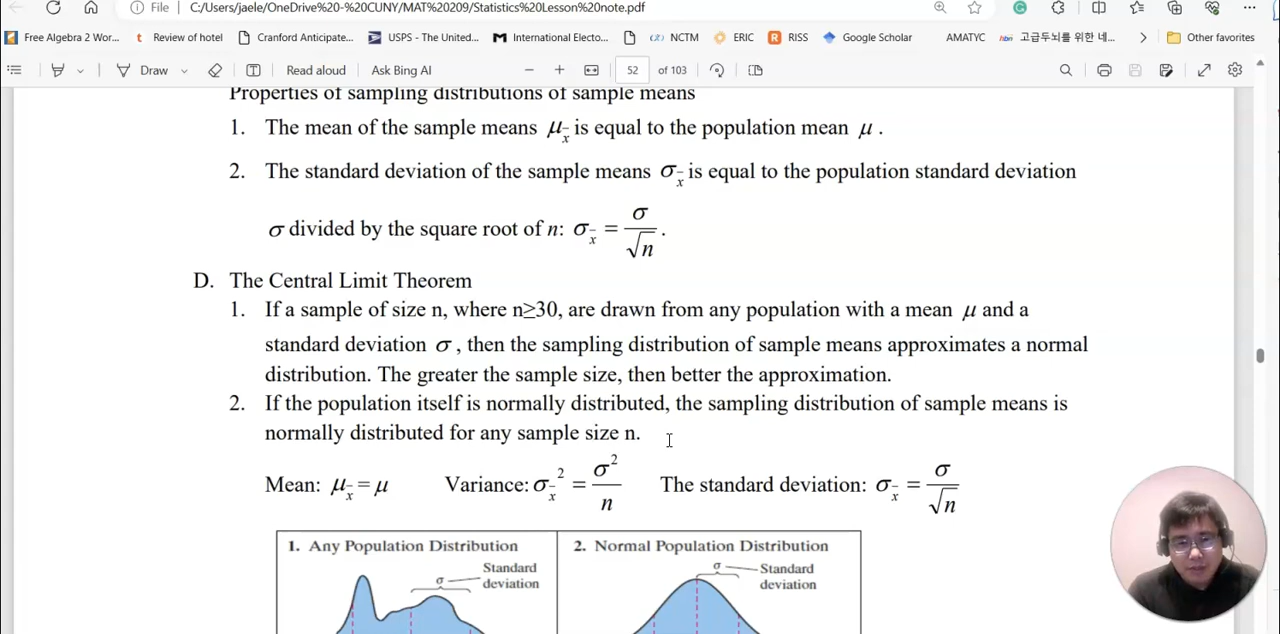 File C:/Users/jaele/OneDrive%20-%20CUNY/MAT%20209/Statistics%20Lesson%20note.pdf
Free Algebra 2 Wor... Review of hotel Cranford Anticipate... USPS - The United... International Electo... NCTM ERIC RISS Google Scholar AMATYC 고급두뇌를 위한 네... Other favorites
Draw Read aloud Ask Bing AI 52 of 103
Properties of sampling distributions of sample means
1. The mean of the sample means μx̄ is equal to the population mean μ.
2. The standard deviation of the sample means σx̄ is equal to the population standard deviation
σ divided by the square root of n: σx̄ = σ/√n.
D. The Central Limit Theorem
1. If a sample of size n, where n≥30, are drawn from any population with a mean μ and a
standard deviation σ, then the sampling distribution of sample means approximates a normal
distribution. The greater the sample size, then better the approximation.
2. If the population itself is normally distributed, the sampling distribution of sample means is
normally distributed for any sample size n.
Mean: μx̄ = μ Variance: σx̄² = σ²/n The standard deviation: σx̄ = σ/√n
1. Any Population Distribution
σ Standard
deviation
2. Normal Population Distribution
σ Standard
deviation